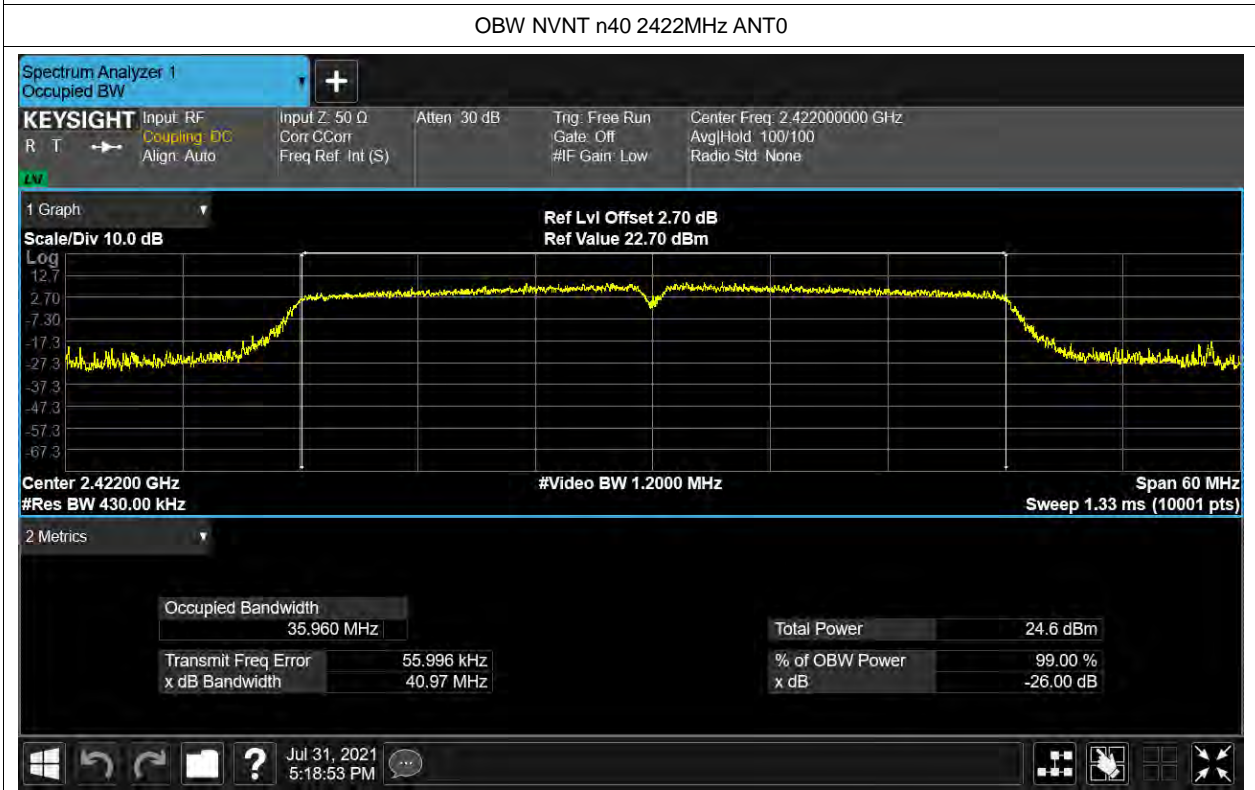 OBW NVNT n40 2422MHz ANT0
Spectrum Analyzer 1
Occupied BW
+
KEYSIGHT
R T
Input: RF
Coupling: DC
Align: Auto
Input Z: 50 Ω
Corr CCorr
Freq Ref: Int (S)
Atten: 30 dB
Trig: Free Run
Gate: Off
#IF Gain: Low
Center Freq: 2.422000000 GHz
Avg|Hold: 100/100
Radio Std: None
1 Graph
Scale/Div 10.0 dB
Ref Lvl Offset 2.70 dB
Ref Value 22.70 dBm
Log
12.7
2.70
-7.30
-17.3
-27.3
-37.3
-47.3
-57.3
-67.3
Center 2.42200 GHz
#Video BW 1.2000 MHz
Span 60 MHz
#Res BW 430.00 kHz
Sweep 1.33 ms (10001 pts)
2 Metrics
Occupied Bandwidth
35.960 MHz
Total Power 24.6 dBm
Transmit Freq Error 55.996 kHz
% of OBW Power 99.00 %
x dB Bandwidth 40.97 MHz
x dB -26.00 dB
?
Jul 31, 2021
5:18:53 PM